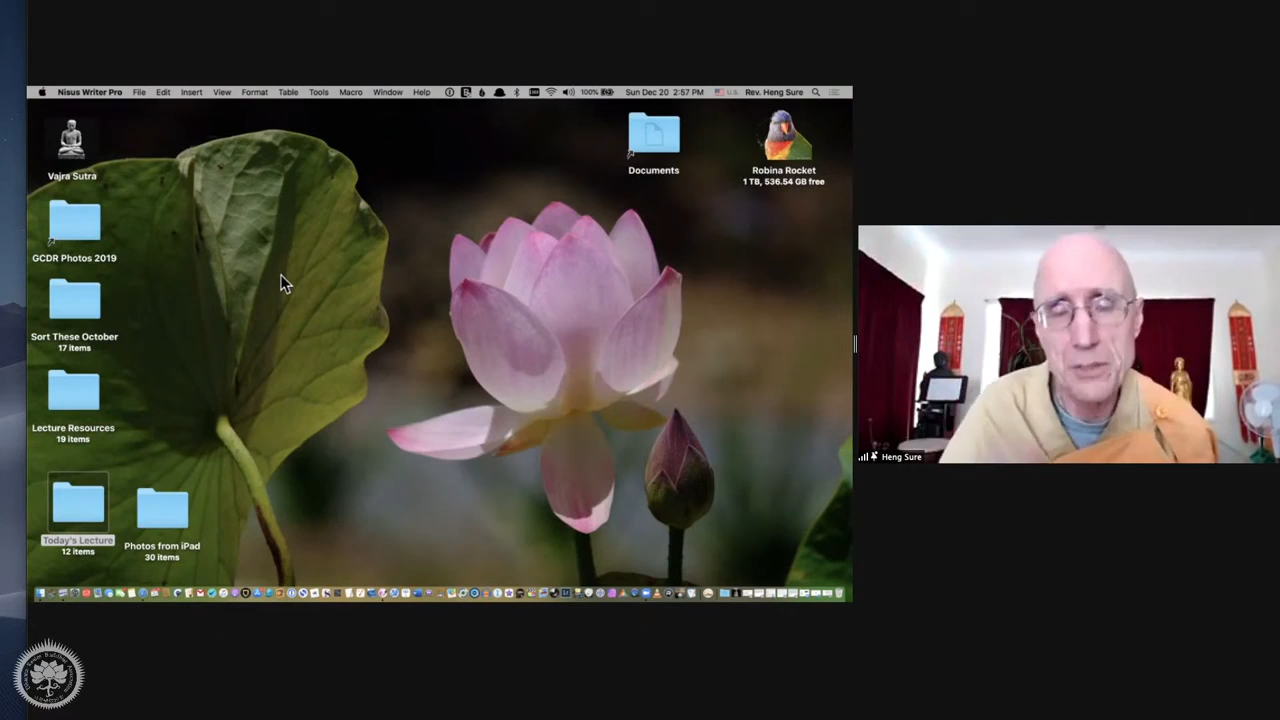 Nisus Writer Pro File Edit Insert View Format Table Tools Macro Window Help 100% Sun Dec 20 2:57 PM U.S. Rev. Heng Sure
Vajra Sutra
Documents
Robina Rocket
1 TB, 536.54 GB free
GCDR Photos 2019
Sort These October
17 items
Lecture Resources
19 items
Today's Lecture
12 items
Photos from iPad
30 items
Heng Sure